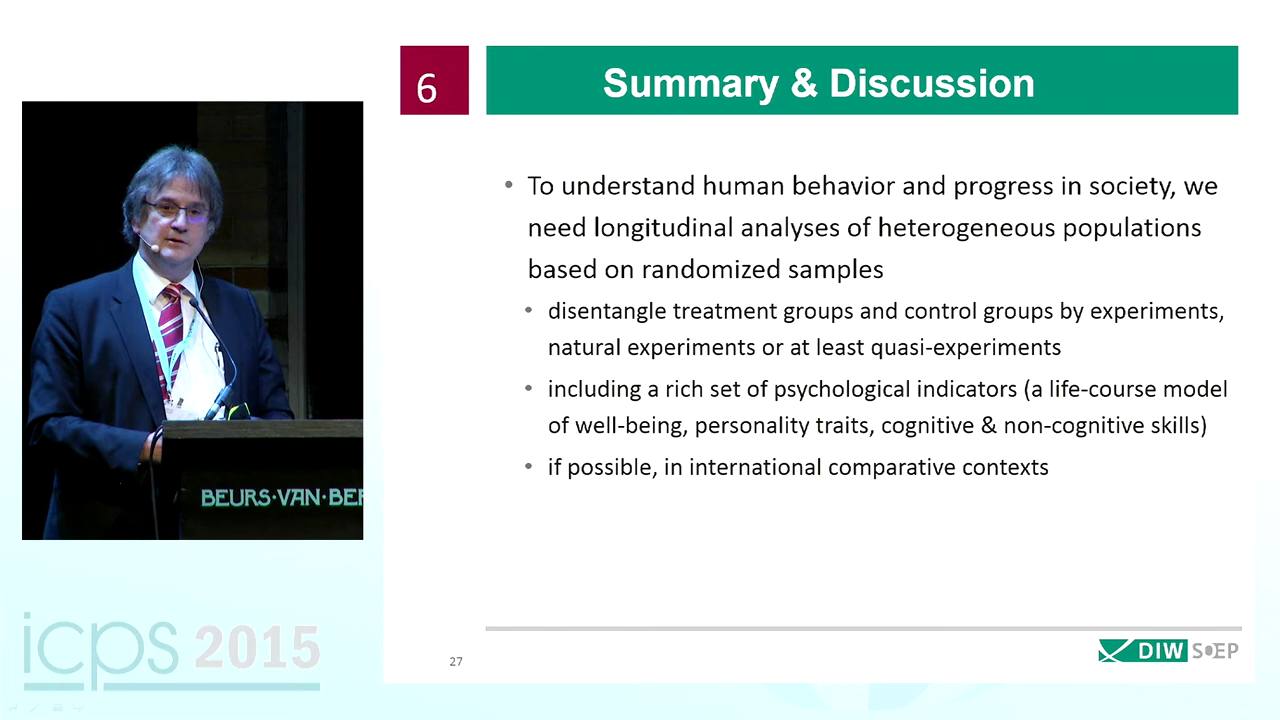 6
Summary & Discussion
• To understand human behavior and progress in society, we
need longitudinal analyses of heterogeneous populations
based on randomized samples
• disentangle treatment groups and control groups by experiments,
natural experiments or at least quasi-experiments
• including a rich set of psychological indicators (a life-course model
of well-being, personality traits, cognitive & non-cognitive skills)
• if possible, in international comparative contexts
BEURS·VAN·BER
icps 2015
27
DIW SOEP